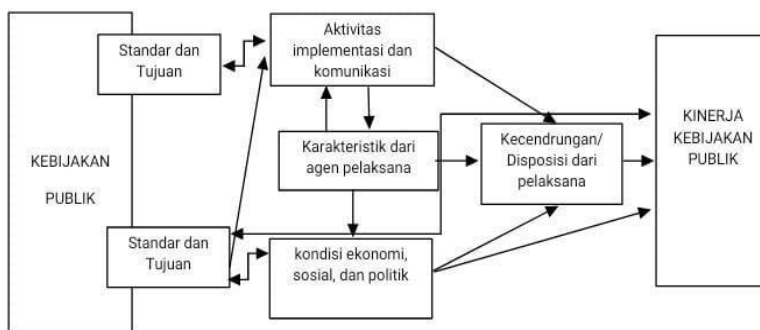 Standar dan
Tujuan
Aktivitas
implementasi dan
komunikasi
KEBIJAKAN
PUBLIK
Karakteristik dari
agen pelaksana
Kecendrungan/
Disposisi dari
pelaksana
KINERJA
KEBIJAKAN
PUBLIK
Standar dan
Tujuan
kondisi ekonomi,
sosial, dan politik